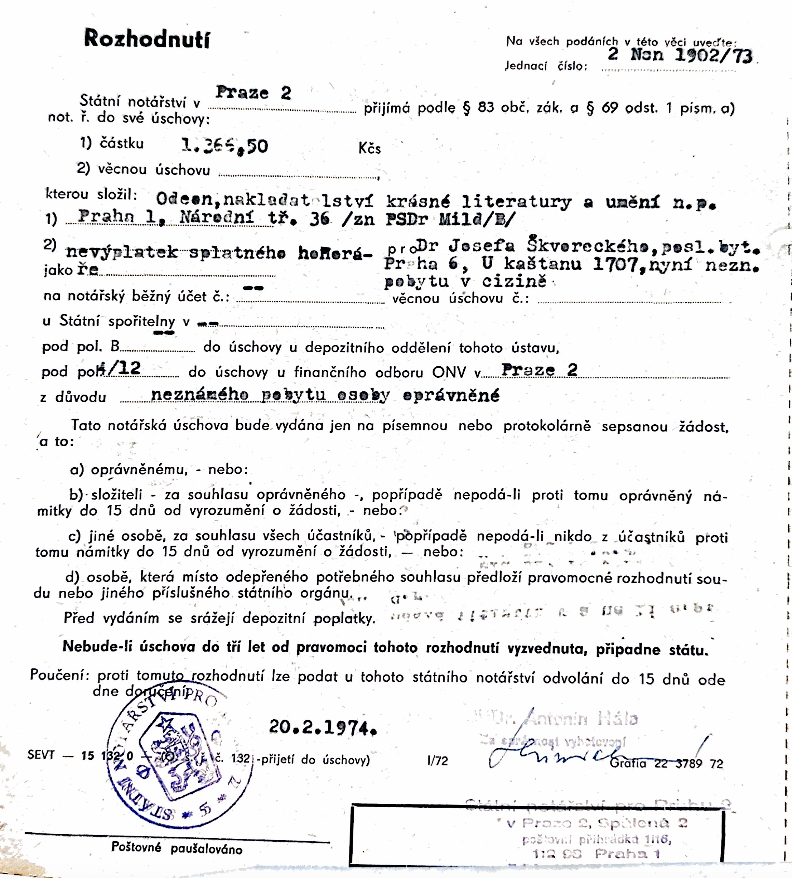 Rozhodnutí
Na všech podáních v této věci uveďte:
Jednací číslo: 2 Nsn 1902/73
Státní notářství v Praze 2 přijímá podle § 83 obč. zák. a § 69 odst. 1 písm. a)
not. ř. do své úschovy:
1) částku 1.366,50 Kčs
2) věcnou úschovu ,
kterou složil: Odeon,nakladatelství krásné literatury a umění n.p.
1) Praha 1, Národní tř. 36 /zn PSDr Mild/B/
2) nevýplatek splatného honorá- pro Dr Josefa Škvoreckého,posl.byt.
jako ře Praha 6, U kaštanu 1707,nyní nezn.
pobytu v cizině
na notářský běžný účet č.: -- věcnou úschovu č.:
u Státní spořitelny v --
pod pol. B do úschovy u depozitního oddělení tohoto ústavu,
pod pol. /12 do úschovy u finančního odboru ONV v Praze 2
z důvodu neznámého pobytu osoby oprávněné
Tato notářská úschova bude vydána jen na písemnou nebo protokolárně sepsanou žádost,
a to:
a) oprávněnému, - nebo:
b) složiteli - za souhlasu oprávněného -, popřípadě nepodá-li proti tomu oprávněný ná-
mitky do 15 dnů od vyrozumění o žádosti, - nebo:
c) jiné osobě, za souhlasu všech účastníků, - popřípadě nepodá-li nikdo z účastníků proti
tomu námitky do 15 dnů od vyrozumění o žádosti, — nebo:
d) osobě, která místo odepřeného potřebného souhlasu předloží pravomocné rozhodnutí sou-
du nebo jiného příslušného státního orgánu.
Před vydáním se srážejí depozitní poplatky.
Nebude-li úschova do tří let od pravomoci tohoto rozhodnutí vyzvednuta, připadne státu.
Poučení: proti tomuto rozhodnutí lze podat u tohoto státního notářství odvolání do 15 dnů ode
dne doručení.
STÁTNÍ NOTÁŘSTVÍ PRO
20.2.1974.
Dr. Antonín Hála
Za správnost vyhotovení
SEVT — 15 132 0 č. 132 -přijetí do úschovy) I/72 Grafia 22 3789 72
Státní notářství pro Prahu 2
v Praze 2, Spálená 2
poštovní přihrádka 1116,
112 98 Praha 1
Poštovné paušalováno